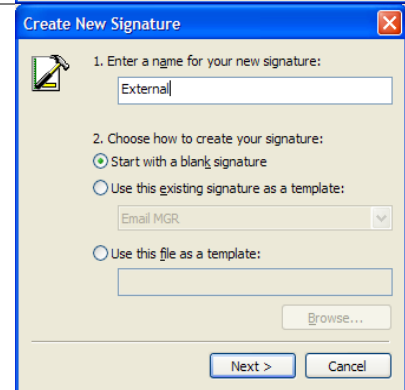 Create New Signature
1. Enter a name for your new signature:
External
2. Choose how to create your signature:
Start with a blank signature
Use this existing signature as a template:
Email MGR
Use this file as a template:
Browse...
Next >
Cancel